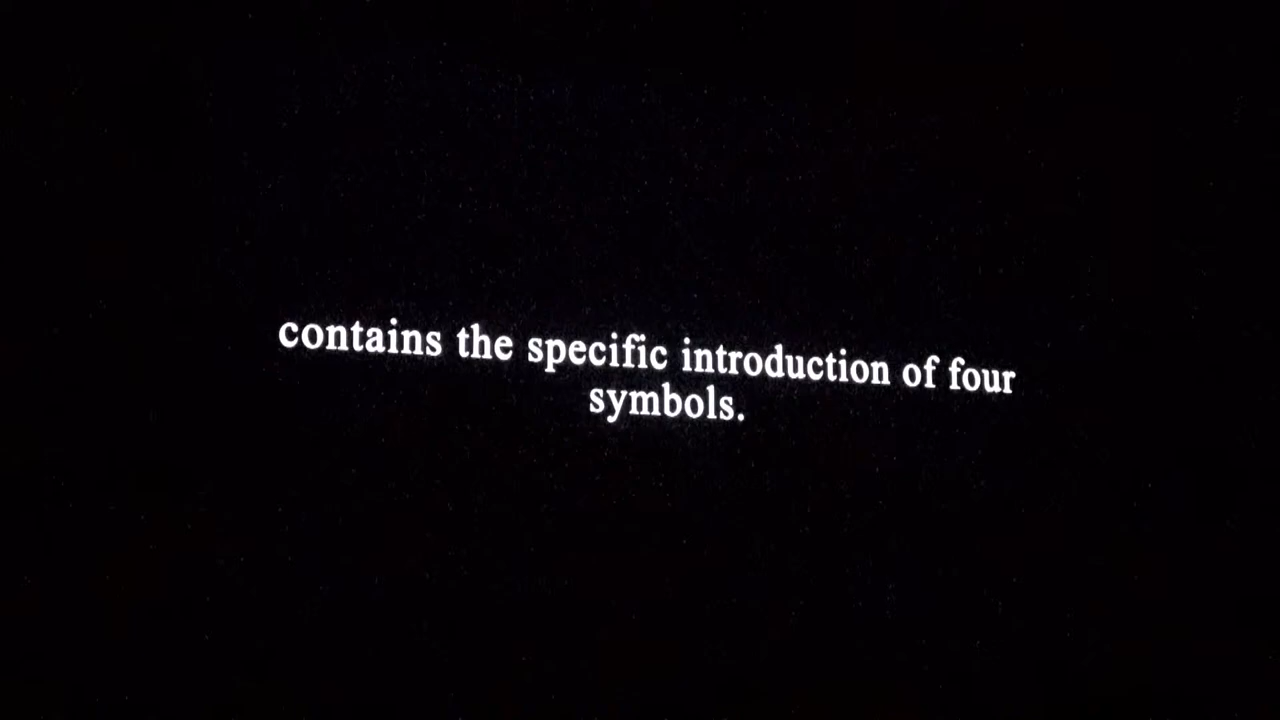 contains the specific introduction of four
symbols.